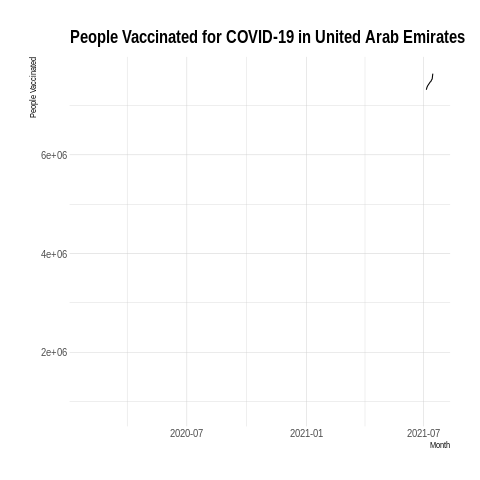 People Vaccinated for COVID-19 in United Arab Emirates
People Vaccinated
6e+06
4e+06
2e+06
2020-07
2021-01
2021-07
Month